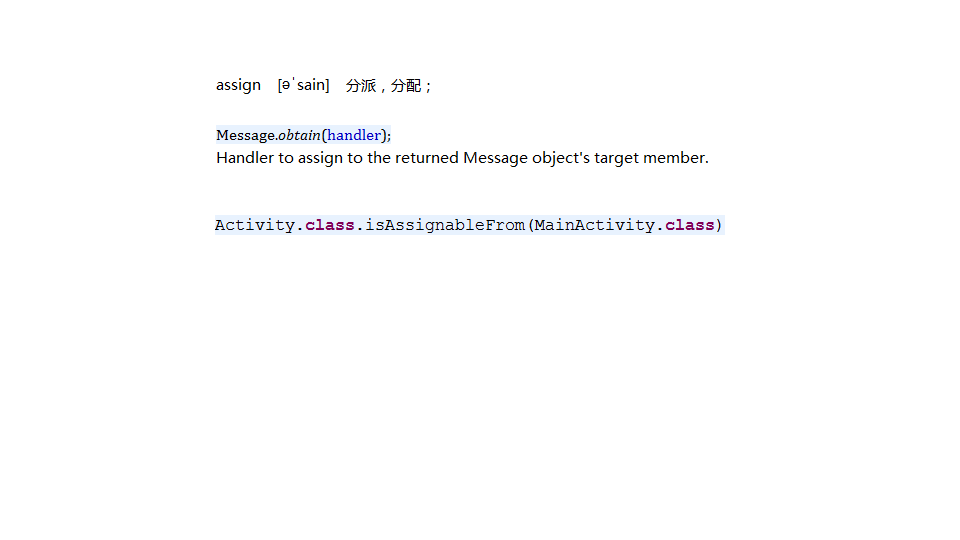 assign [əˈsain] 分派，分配；
Message.obtain(handler);
Handler to assign to the returned Message object's target member.
Activity.class.isAssignableFrom(MainActivity.class)